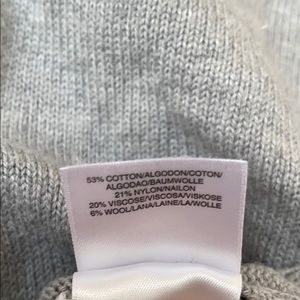 53% COTTON/ALGODON/COTON/
ALGODAO/BAUMWOLLE
21% NYLON/NAILON
20% VISCOSE/VISCOSA/VISKOSE
6% WOOL/LANA/LAINE/LA/WOLLE